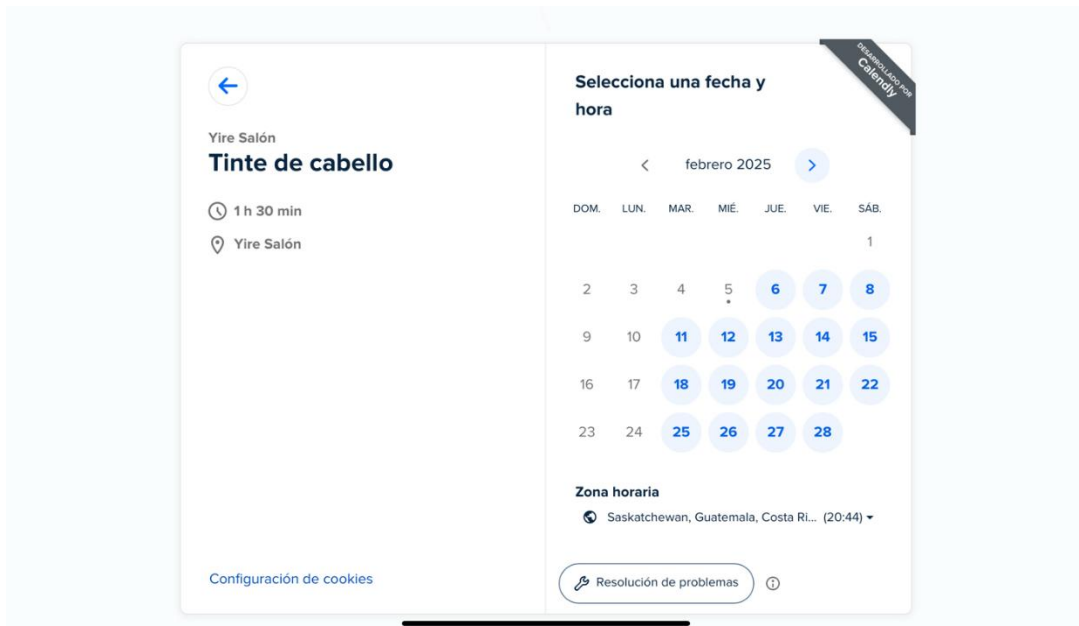 Yire Salón
Tinte de cabello
1 h 30 min
Yire Salón
Configuración de cookies
DESARROLLADO POR
Calendly
Selecciona una fecha y
hora
febrero 2025
DOM. LUN. MAR. MIÉ. JUE. VIE. SÁB.
1
2 3 4 5 6 7 8
9 10 11 12 13 14 15
16 17 18 19 20 21 22
23 24 25 26 27 28
Zona horaria
Saskatchewan, Guatemala, Costa Ri... (20:44)
Resolución de problemas